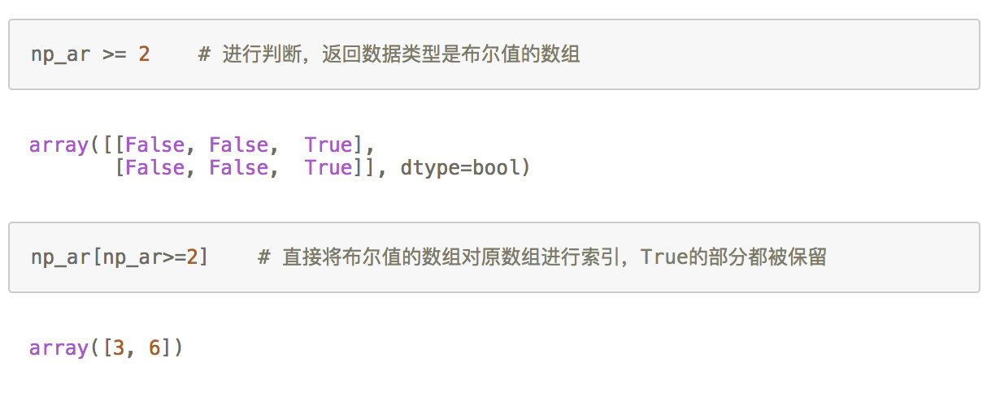 np_ar >= 2    # 进行判断，返回数据类型是布尔值的数组
array([[False, False,  True],
       [False, False,  True]], dtype=bool)
np_ar[np_ar>=2]    # 直接将布尔值的数组对原数组进行索引，True的部分都被保留
array([3, 6])